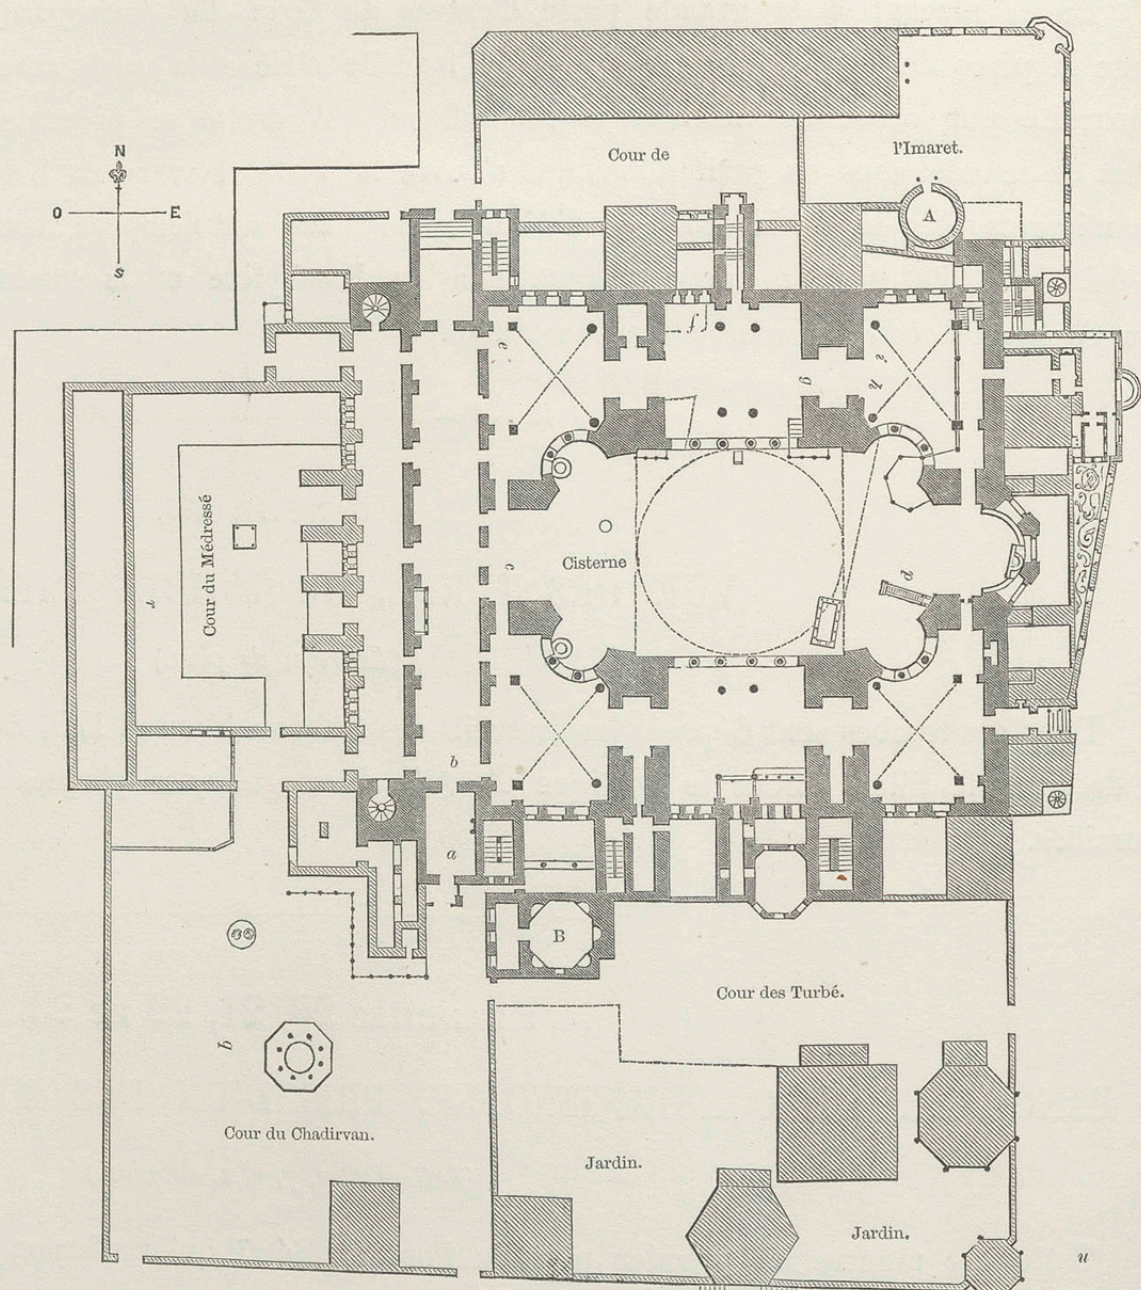 N
O E
S
Cour de
l'Imaret.
A
e
f
g
h
i
Cour du Médressé
r
Cisterne
c
d
b
a
B
Cour des Turbé.
q
Cour du Chadirvan.
Jardin.
Jardin.
u